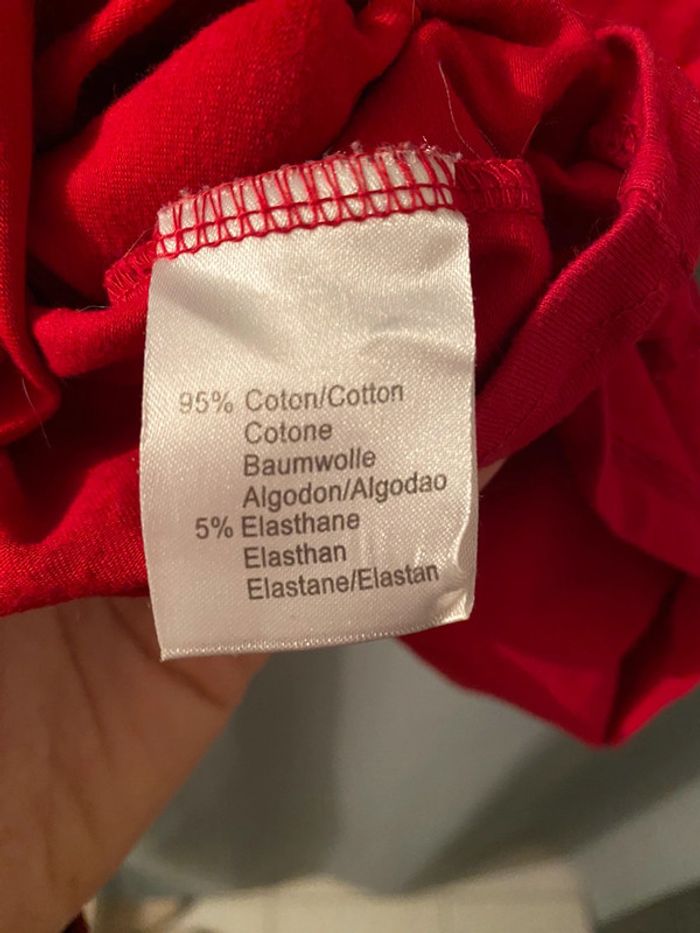 95% Coton/Cotton
Cotone
Baumwolle
Algodon/Algodao
5% Elasthane
Elasthan
Elastane/Elastan